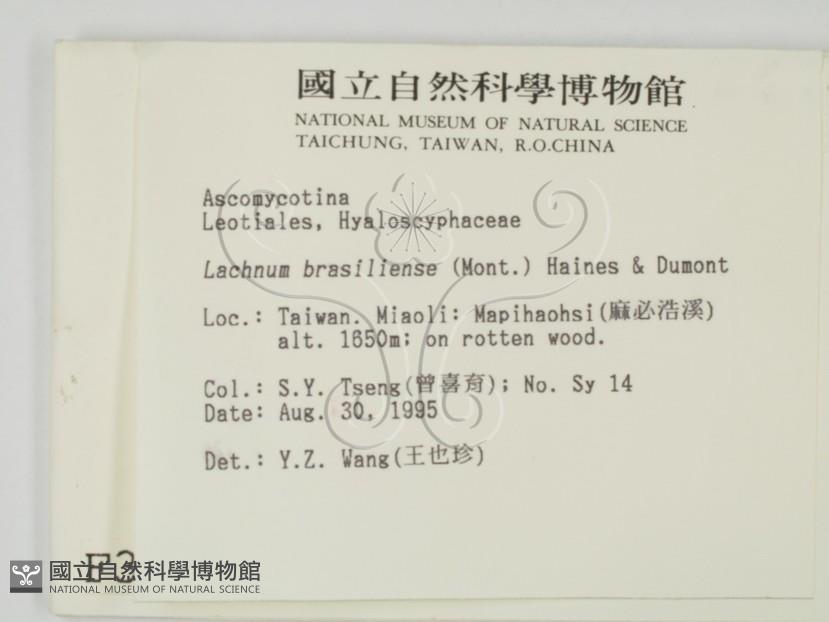 國立自然科學博物館
NATIONAL MUSEUM OF NATURAL SCIENCE
TAICHUNG, TAIWAN, R.O.CHINA
Ascomycotina
Leotiales, Hyaloscyphaceae
Lachnum brasiliense (Mont.) Haines & Dumont
Loc.: Taiwan. Miaoli: Mapihaohsi(麻必浩溪)
alt. 1650m; on rotten wood.
Col.: S.Y. Tseng(曾喜育); No. Sy 14
Date: Aug. 30, 1995
Det.: Y.Z. Wang(王也珍)
國立自然科學博物館
NATIONAL MUSEUM OF NATURAL SCIENCE